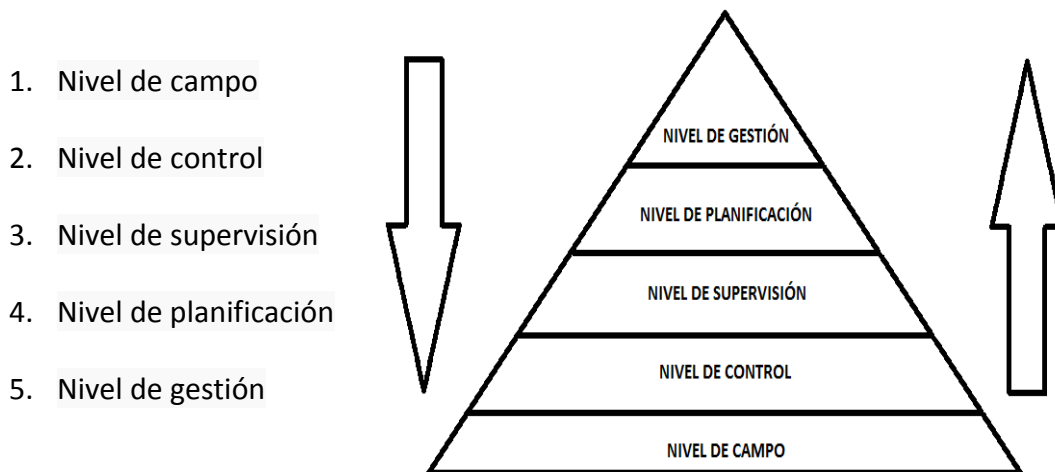 1. Nivel de campo
2. Nivel de control
3. Nivel de supervisión
4. Nivel de planificación
5. Nivel de gestión
NIVEL DE GESTIÓN
NIVEL DE PLANIFICACIÓN
NIVEL DE SUPERVISIÓN
NIVEL DE CONTROL
NIVEL DE CAMPO